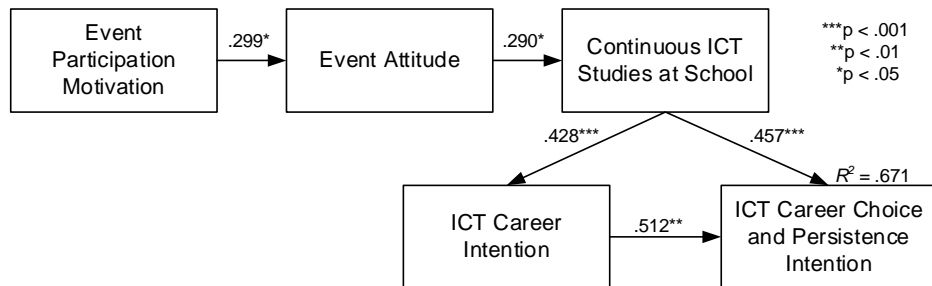 Event
Participation
Motivation
.299*
Event Attitude
.290*
Continuous ICT
Studies at School
***p < .001
**p < .01
*p < .05
.428***
.457***
R² = .671
ICT Career
Intention
.512**
ICT Career Choice
and Persistence
Intention